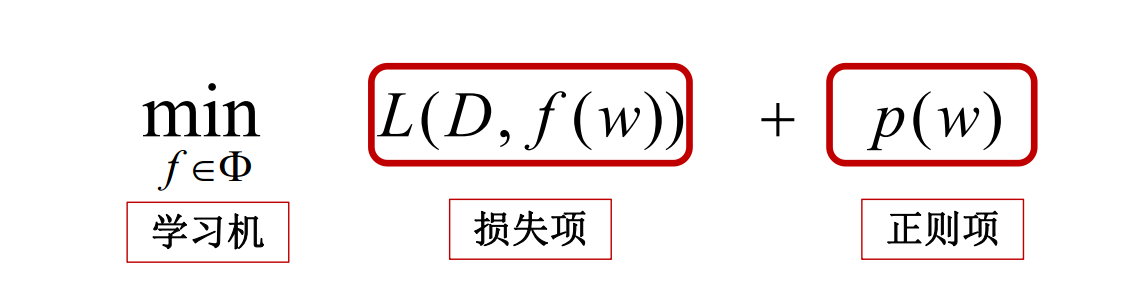 min L(D, f(w)) + p(w)
f∈Φ
学习机 损失项 正则项